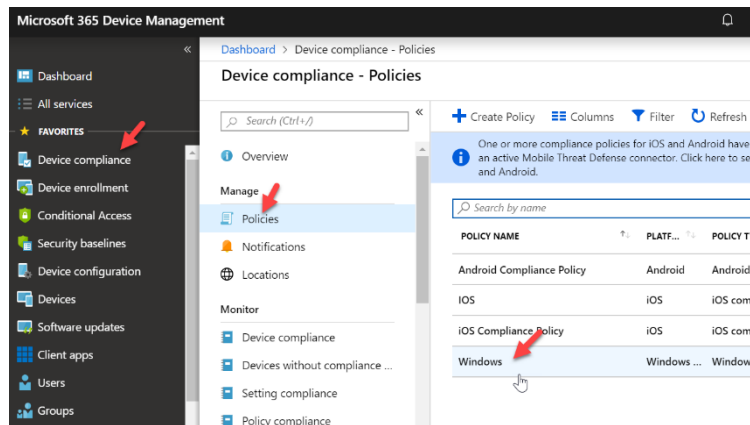 Microsoft 365 Device Management
Dashboard > Device compliance - Policies
Device compliance - Policies
«
Dashboard
All services
FAVORITES
Device compliance
Device enrollment
Conditional Access
Security baselines
Device configuration
Devices
Software updates
Client apps
Users
Groups
Search (Ctrl+/)
«
Overview
Manage
Policies
Notifications
Locations
Monitor
Device compliance
Devices without compliance ...
Setting compliance
Policy compliance
Create Policy Columns Filter Refresh
One or more compliance policies for iOS and Android have
an active Mobile Threat Defense connector. Click here to se
and Android.
Search by name
POLICY NAME PLATF... POLICY T
Android Compliance Policy Android Android
IOS iOS iOS com
iOS Compliance Policy iOS iOS com
Windows Windows ... Window